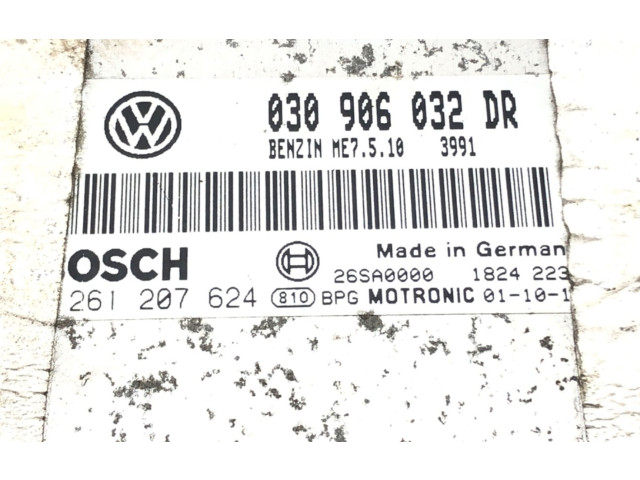 030 906 032 DR
BENZIN ME7.5.10 3991
OSCH Made in German
26SA0000 1824 223
261 207 624 810 BPG MOTRONIC 01-10-1